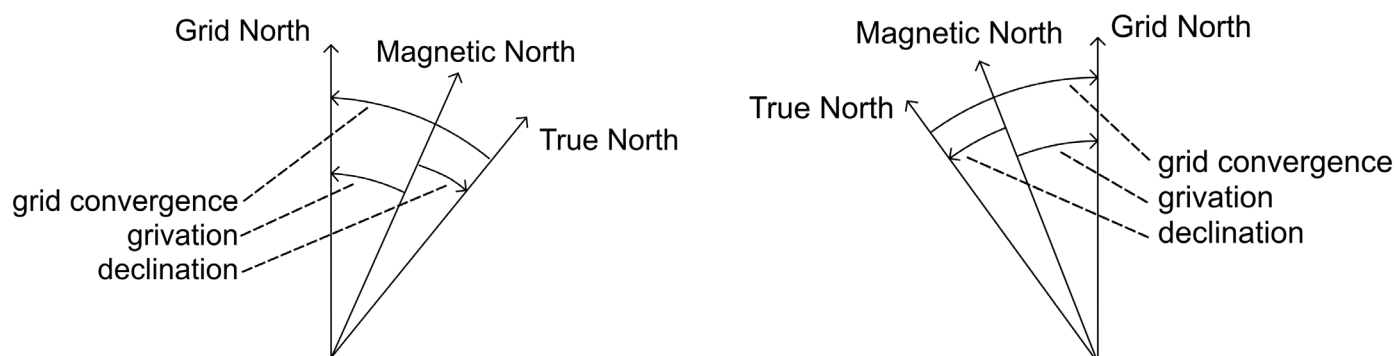 Grid North
Magnetic North
True North
grid convergence
grivation
declination
Magnetic North
Grid North
True North
grid convergence
grivation
declination